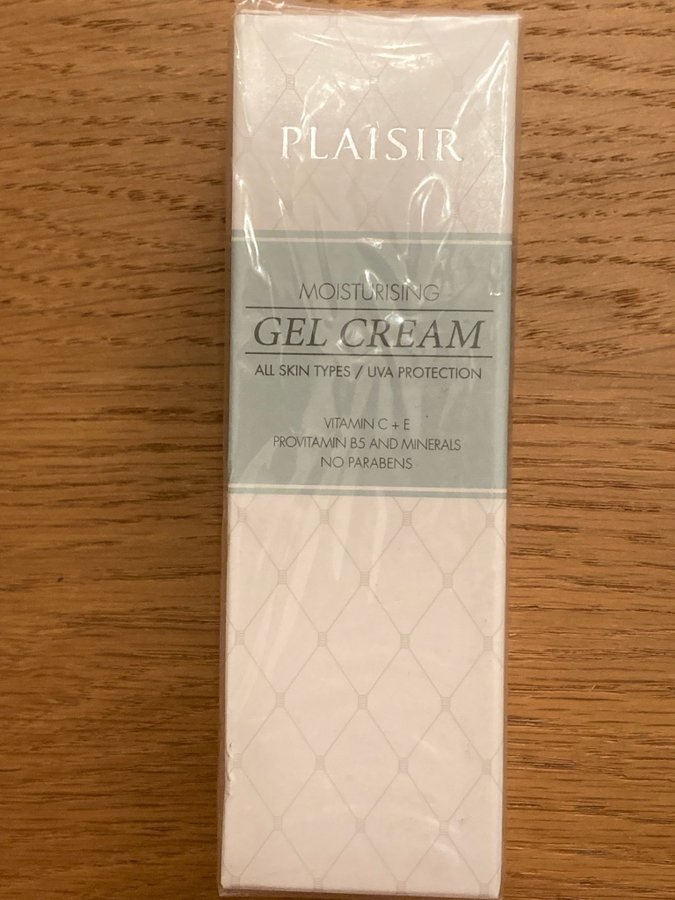 PLAISIR
MOISTURISING
GEL CREAM
ALL SKIN TYPES / UVA PROTECTION
VITAMIN C + E
PROVITAMIN B5 AND MINERALS
NO PARABENS